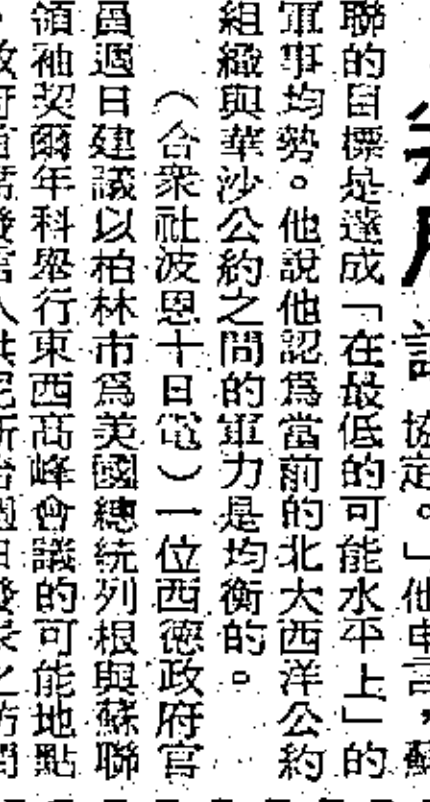 協定。」他申言，蘇
聯的目標是達成「在最低的可能水平上」的
軍事均勢。他說他認爲當前的北大西洋公約
組織與華沙公約之間的軍力是均衡的。
（合衆社波恩十日電）一位西德政府官
員週日建議以柏林市爲美國總統列根與蘇聯
領袖契爾年科舉行東西高峰會議的可能地點